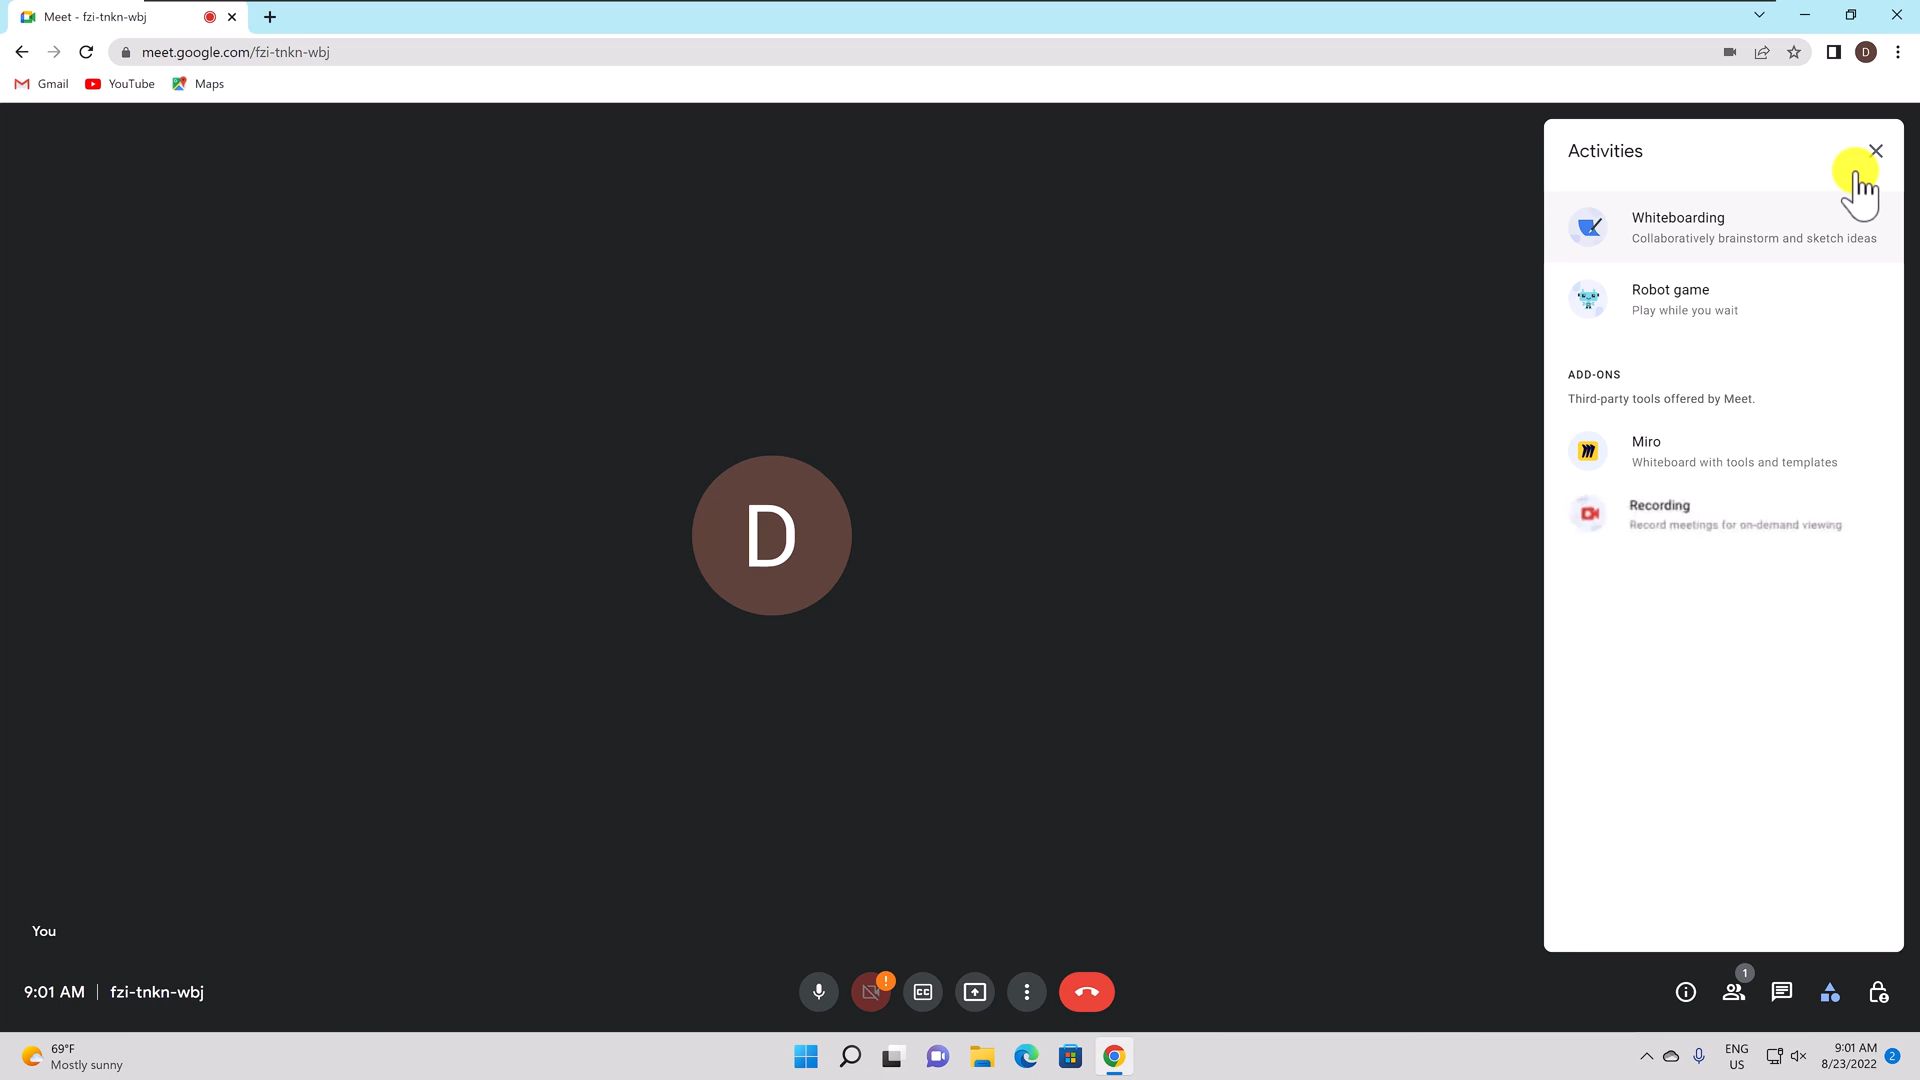 Meet - fzi-tnkn-wbj
meet.google.com/fzi-tnkn-wbj
D
Gmail
YouTube
Maps
Activities
Whiteboarding
Collaboratively brainstorm and sketch ideas
Robot game
Play while you wait
ADD-ONS
Third-party tools offered by Meet.
Miro
Whiteboard with tools and templates
Recording
Record meetings for on-demand viewing
D
You
9:01 AM | fzi-tnkn-wbj
!
CC
1
69°F
Mostly sunny
ENG
US
9:01 AM
8/23/2022
2